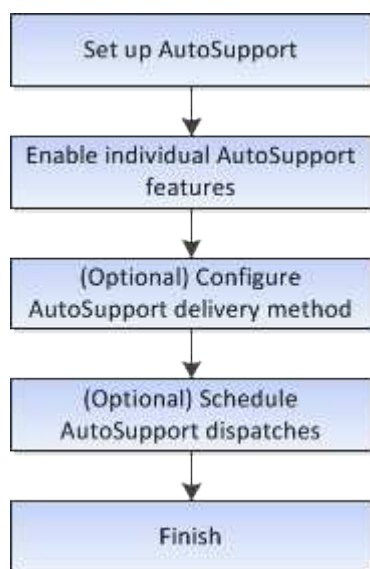 Set up AutoSupport
Enable individual AutoSupport
features
(Optional) Configure
AutoSupport delivery method
(Optional) Schedule
AutoSupport dispatches
Finish